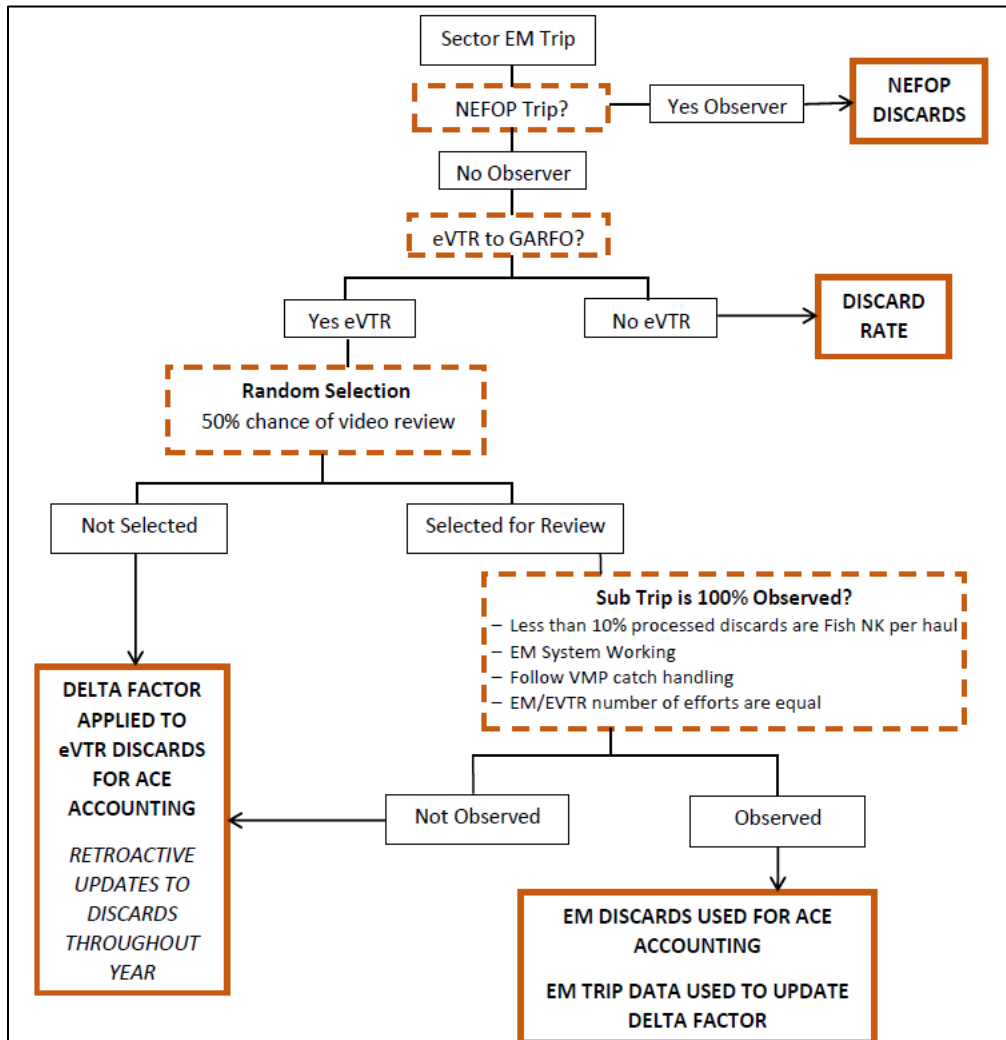 Sector EM Trip
NEFOP Trip?
Yes Observer
NEFOP
DISCARDS
No Observer
eVTR to GARFO?
Yes eVTR
No eVTR
DISCARD
RATE
Random Selection
50% chance of video review
Not Selected
Selected for Review
Sub Trip is 100% Observed?
– Less than 10% processed discards are Fish NK per haul
– EM System Working
– Follow VMP catch handling
– EM/EVTR number of efforts are equal
DELTA FACTOR
APPLIED TO
eVTR DISCARDS
FOR ACE
ACCOUNTING
RETROACTIVE
UPDATES TO
DISCARDS
THROUGHOUT
YEAR
Not Observed
Observed
EM DISCARDS USED FOR ACE
ACCOUNTING
EM TRIP DATA USED TO UPDATE
DELTA FACTOR